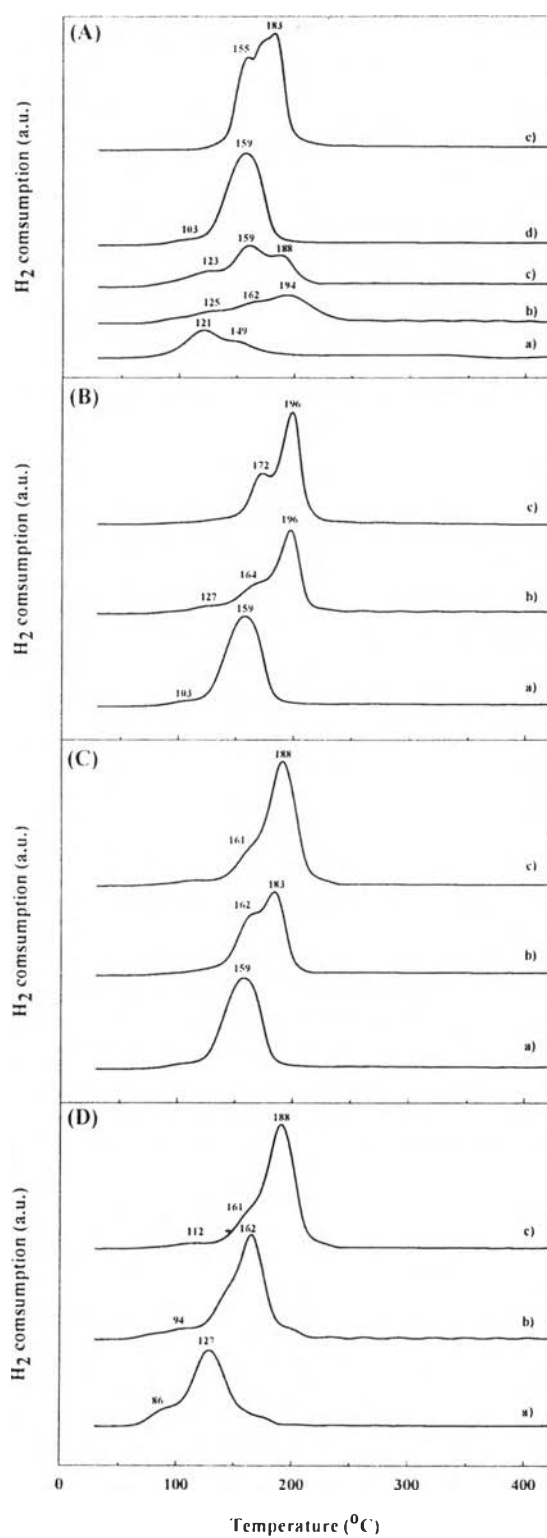 (A)
183
155
c)
159
103
d)
159
123
188
c)
194
162
125
b)
121
149
a)
H2 comsumption (a.u.)
(B)
196
172
c)
196
164
127
b)
159
103
a)
H2 comsumption (a.u.)
(C)
188
161
c)
183
162
b)
159
a)
H2 comsumption (a.u.)
(D)
188
161
112
c)
162
94
b)
127
86
a)
H2 comsumption (a.u.)
0 100 200 300 400
Temperature (°C)